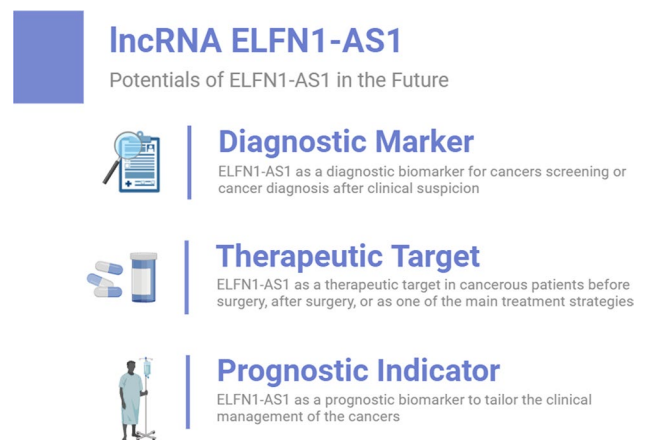 lncRNA ELFN1-AS1
Potentials of ELFN1-AS1 in the Future
Diagnostic Marker
ELFN1-AS1 as a diagnostic biomarker for cancers screening or
cancer diagnosis after clinical suspicion
Therapeutic Target
ELFN1-AS1 as a therapeutic target in cancerous patients before
surgery, after surgery, or as one of the main treatment strategies
Prognostic Indicator
ELFN1-AS1 as a prognostic biomarker to tailor the clinical
management of the cancers